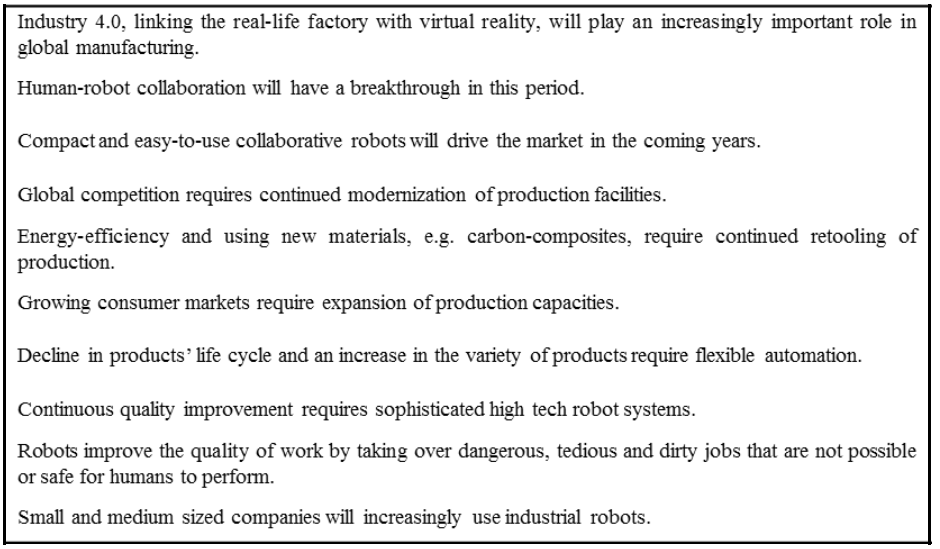 Industry 4.0, linking the real-life factory with virtual reality, will play an increasingly important role in
global manufacturing.
Human-robot collaboration will have a breakthrough in this period.
Compact and easy-to-use collaborative robots will drive the market in the coming years.
Global competition requires continued modernization of production facilities.
Energy-efficiency and using new materials, e.g. carbon-composites, require continued retooling of
production.
Growing consumer markets require expansion of production capacities.
Decline in products’ life cycle and an increase in the variety of products require flexible automation.
Continuous quality improvement requires sophisticated high tech robot systems.
Robots improve the quality of work by taking over dangerous, tedious and dirty jobs that are not possible
or safe for humans to perform.
Small and medium sized companies will increasingly use industrial robots.